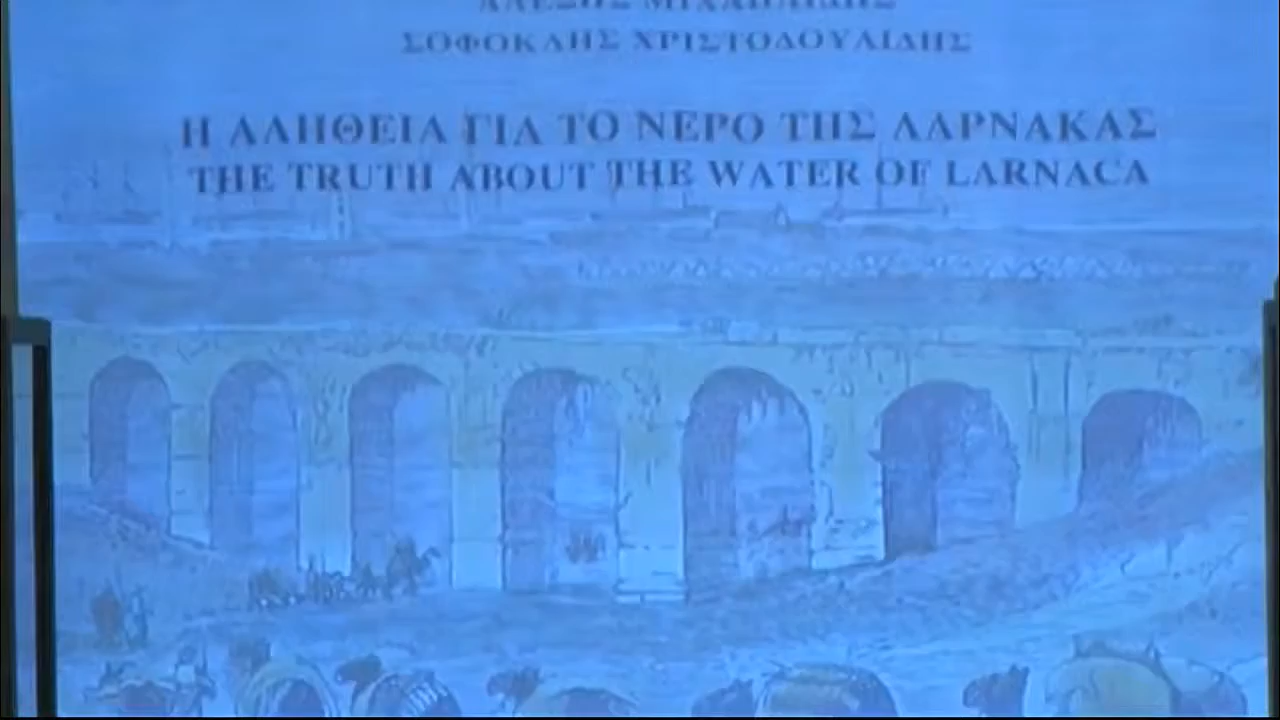 ΣΟΦΟΚΛΗΣ ΧΡΙΣΤΟΔΟΥΛΙΔΗΣ
Η ΑΛΗΘΕΙΑ ΓΙΑ ΤΟ ΝΕΡΟ ΤΗΣ ΛΑΡΝΑΚΑΣ
THE TRUTH ABOUT THE WATER OF LARNACA